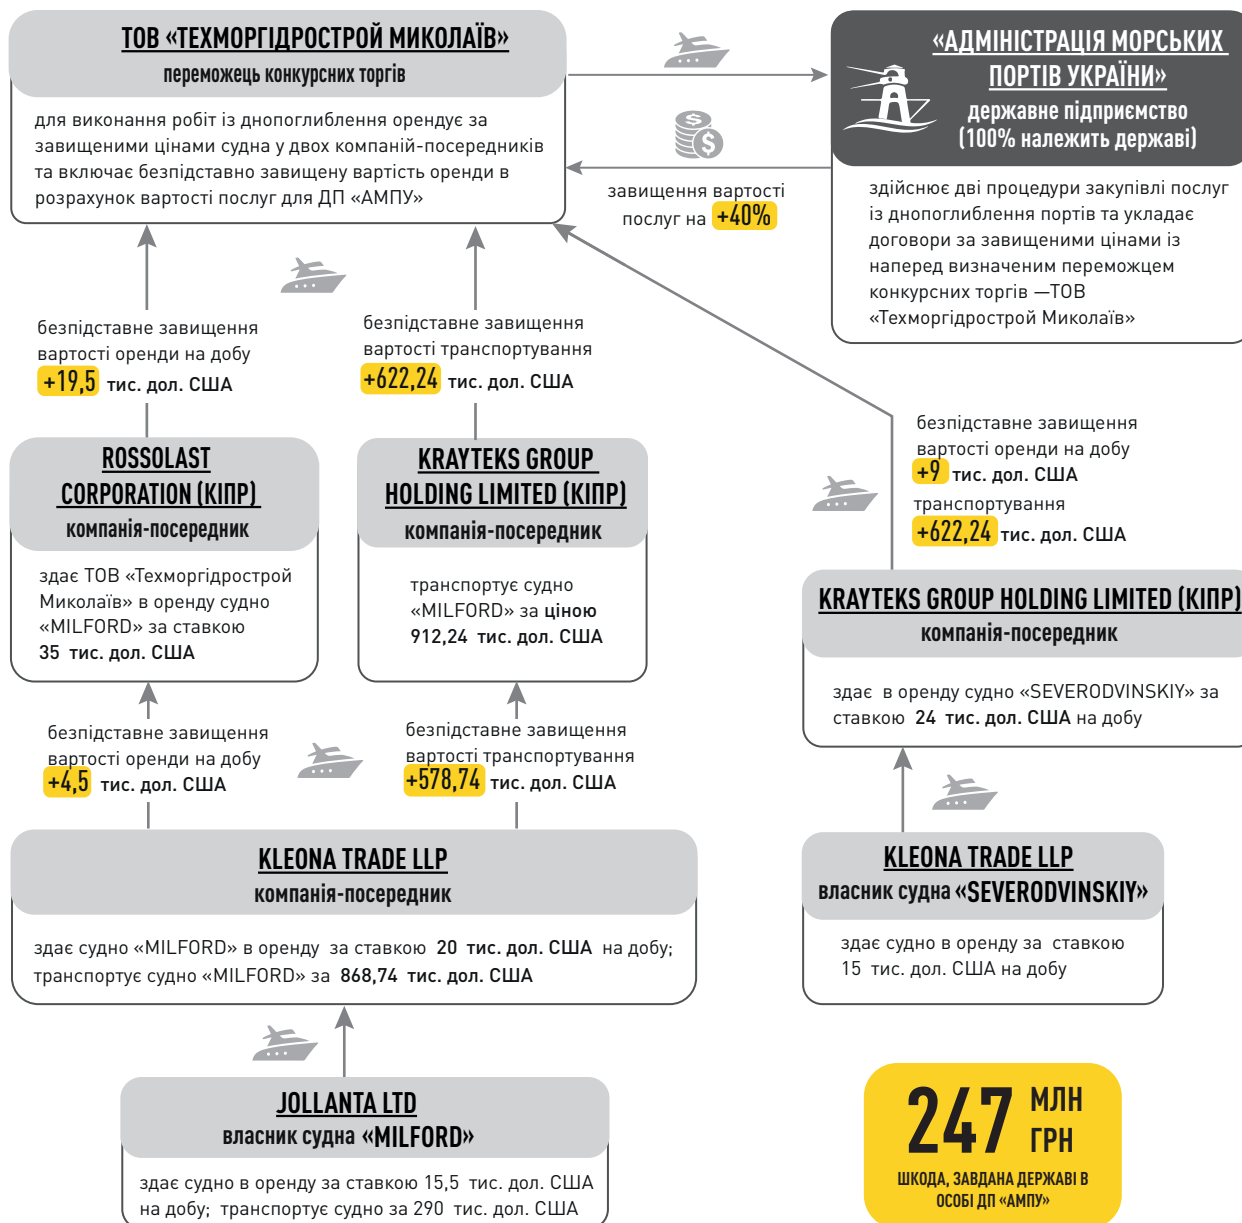 ТОВ «ТЕХМОРГІДРОСТРОЙ МИКОЛАЇВ»
переможець конкурсних торгів
для виконання робіт із днопоглиблення орендує за
завищеними цінами судна у двох компаній-посередників
та включає безпідставно завищену вартість оренди в
розрахунок вартості послуг для ДП «АМПУ»
«АДМІНІСТРАЦІЯ МОРСЬКИХ
ПОРТІВ УКРАЇНИ»
державне підприємство
(100% належить державі)
здійснює дві процедури закупівлі послуг
із днопоглиблення портів та укладає
договори за завищеними цінами із
наперед визначеним переможцем
конкурсних торгів —ТОВ
«Техморгідрострой Миколаїв»
завищення вартості
послуг на +40%
безпідставне завищення
вартості оренди на добу
+19,5 тис. дол. США
безпідставне завищення
вартості транспортування
+622,24 тис. дол. США
безпідставне завищення
вартості оренди на добу
+9 тис. дол. США
транспортування
+622,24 тис. дол. США
ROSSOLAST
CORPORATION (КІПР)
компанія-посередник
здає ТОВ «Техморгідрострой
Миколаїв» в оренду судно
«MILFORD» за ставкою
35 тис. дол. США
KRAYTEKS GROUP
HOLDING LIMITED (КІПР)
компанія-посередник
транспортує судно
«MILFORD» за ціною
912,24 тис. дол. США
KRAYTEKS GROUP HOLDING LIMITED (КІПР)
компанія-посередник
здає в оренду судно «SEVERODVINSKIY» за
ставкою 24 тис. дол. США на добу
безпідставне завищення
вартості оренди на добу
+4,5 тис. дол. США
безпідставне завищення
вартості транспортування
+578,74 тис. дол. США
KLEONA TRADE LLP
компанія-посередник
здає судно «MILFORD» в оренду за ставкою 20 тис. дол. США на добу;
транспортує судно «MILFORD» за 868,74 тис. дол. США
KLEONA TRADE LLP
власник судна «SEVERODVINSKIY»
здає судно в оренду за ставкою
15 тис. дол. США на добу
JOLLANTA LTD
власник судна «MILFORD»
здає судно в оренду за ставкою 15,5 тис. дол. США
на добу; транспортує судно за 290 тис. дол. США
247 МЛН
ГРН
ШКОДА, ЗАВДАНА ДЕРЖАВІ В
ОСОБІ ДП «АМПУ»